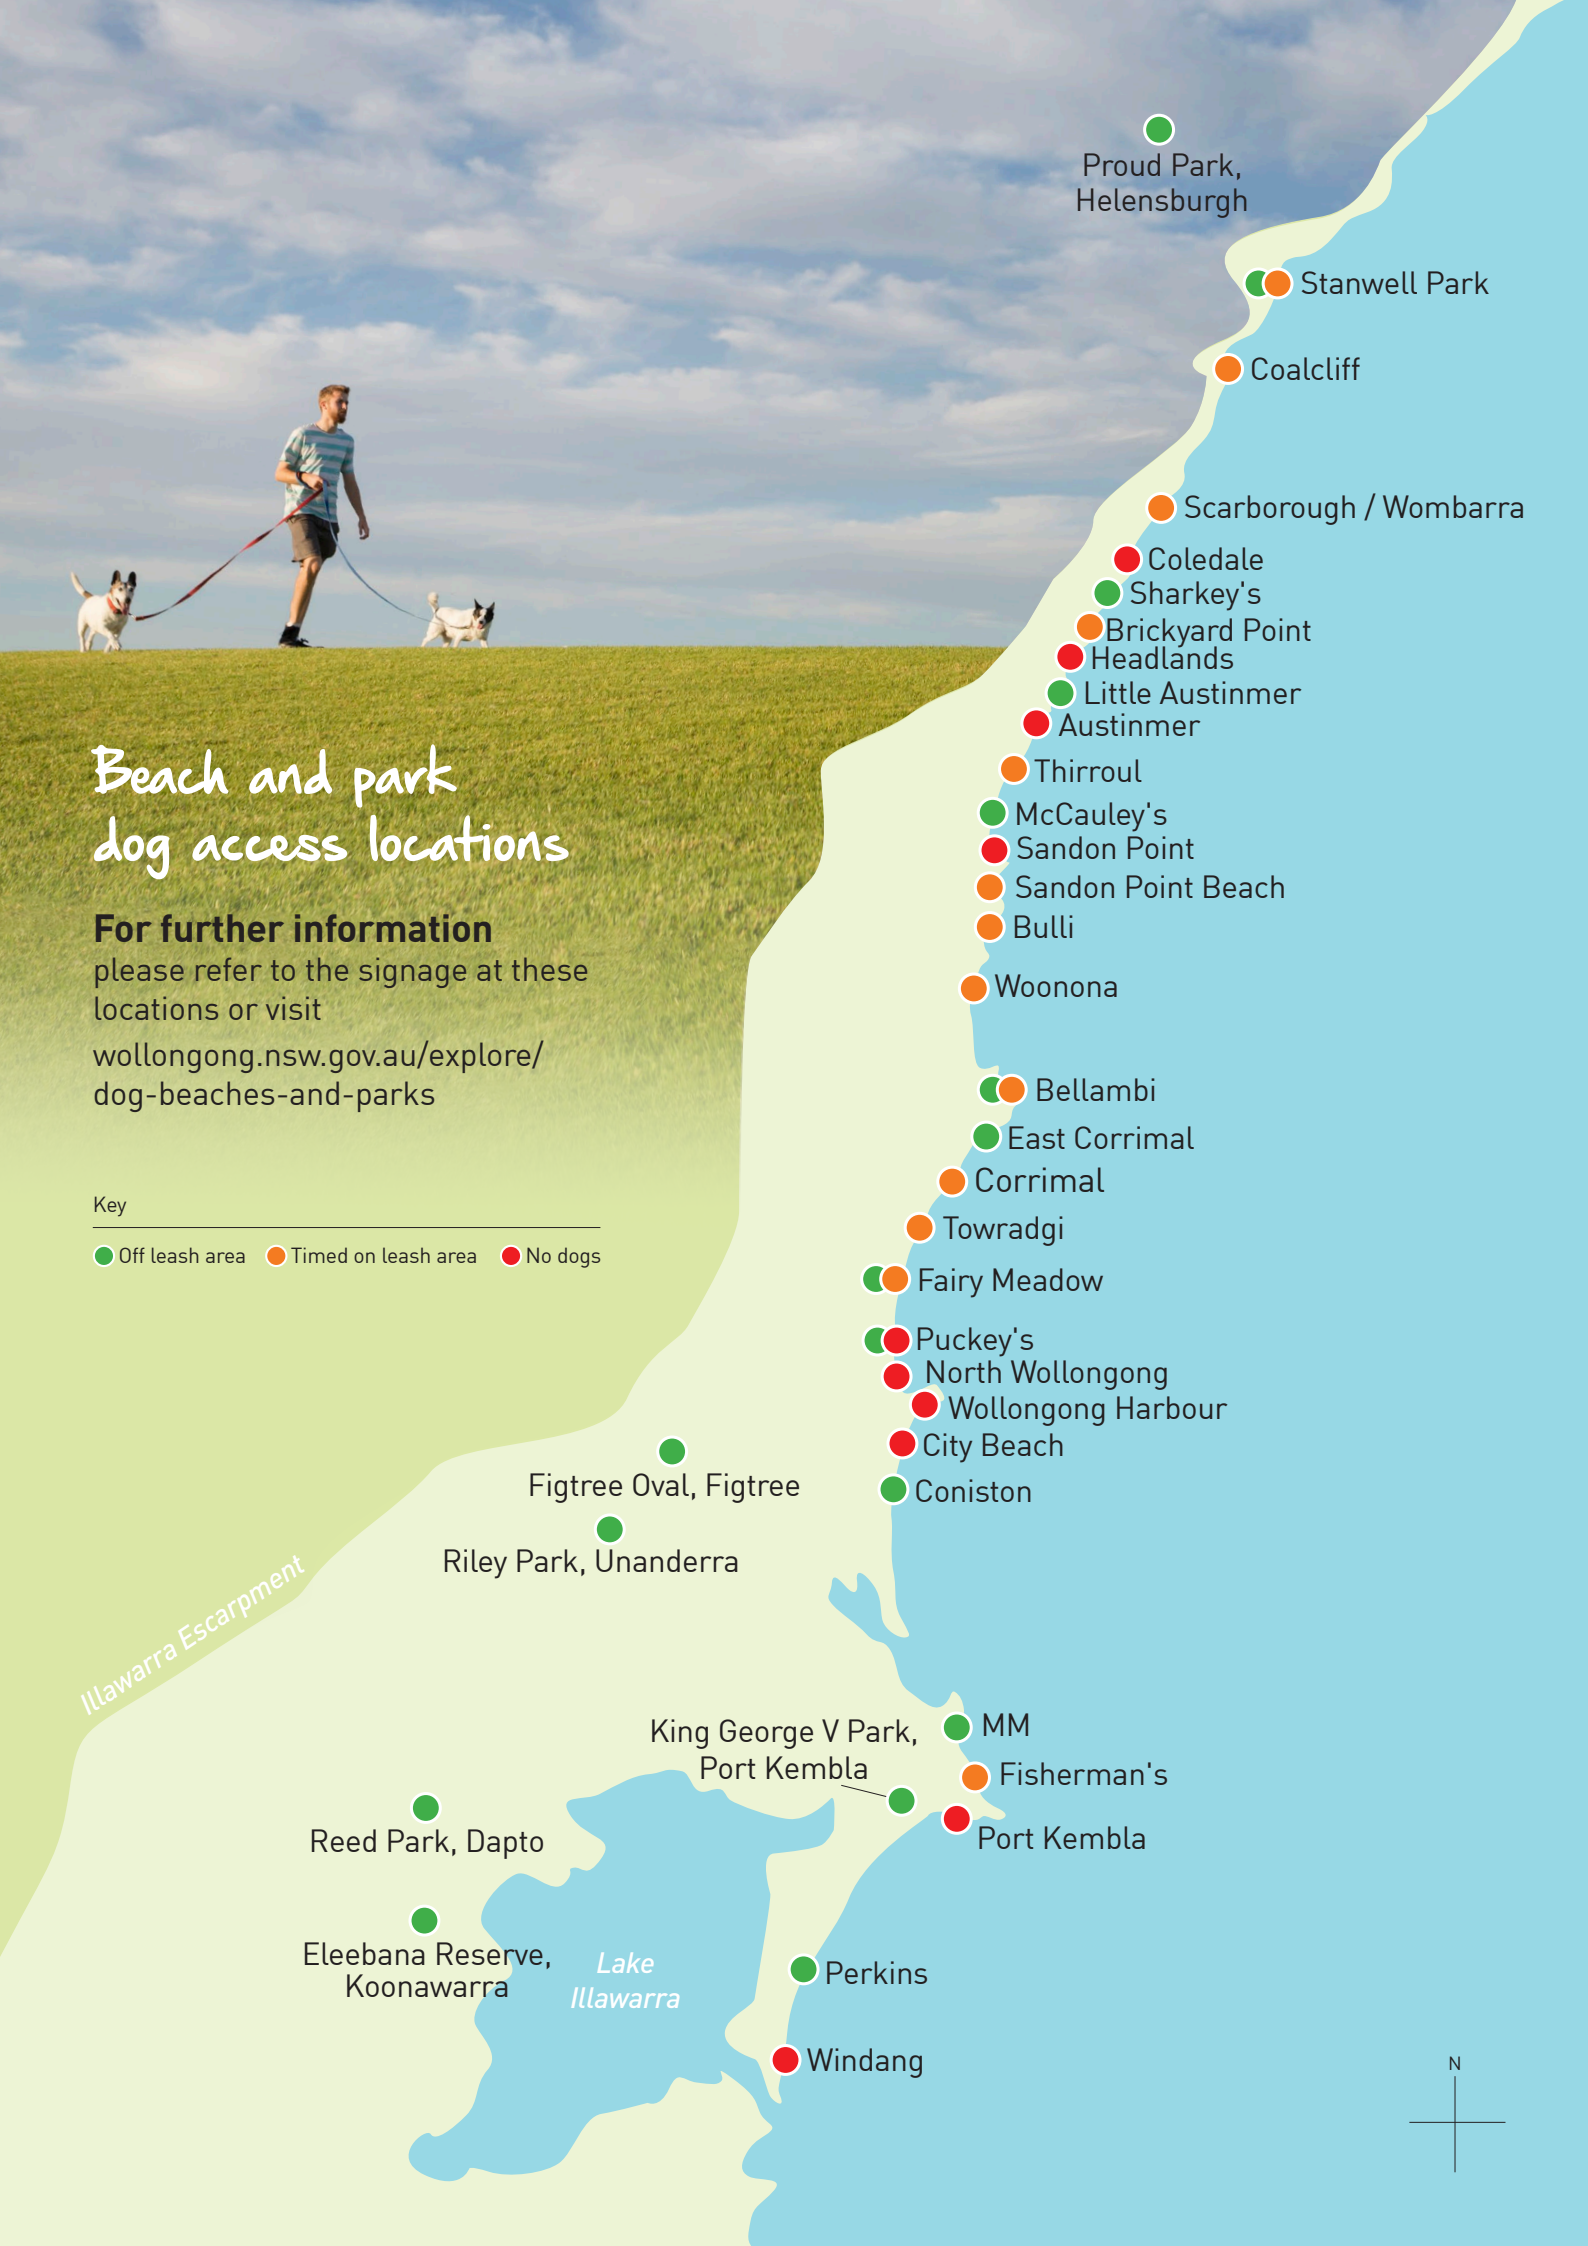 Proud Park,
Helensburgh
Stanwell Park
Coalcliff
Scarborough / Wombarra
Coledale
Sharkey's
Brickyard Point
Headlands
Little Austinmer
Austinmer
Thirroul
McCauley's
Sandon Point
Sandon Point Beach
Bulli
Woonona
Bellambi
East Corrimal
Corrimal
Towradgi
Fairy Meadow
Puckey's
North Wollongong
Wollongong Harbour
City Beach
Coniston
Beach and park
dog access locations
For further information
please refer to the signage at these
locations or visit
wollongong.nsw.gov.au/explore/
dog-beaches-and-parks
Key
Off leash area
Timed on leash area
No dogs
Figtree Oval, Figtree
Riley Park, Unanderra
Illawarra Escarpment
King George V Park,
Port Kembla
MM
Fisherman's
Port Kembla
Reed Park, Dapto
Eleebana Reserve,
Koonawarra
Lake
Illawarra
Perkins
Windang
N